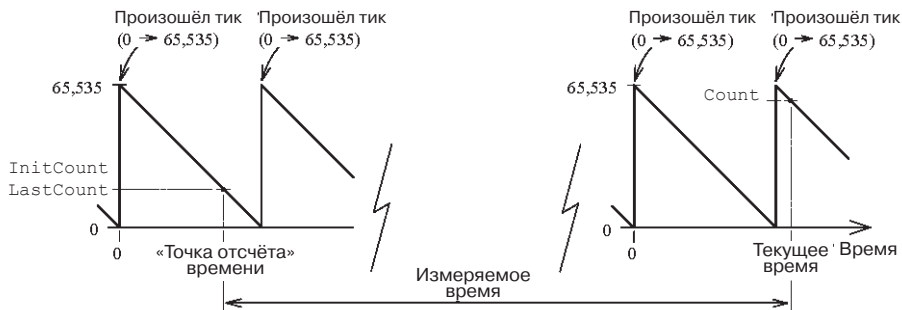 Произошёл тик
(0 → 65,535)
Произошёл тик
(0 → 65,535)
Произошёл тик
(0 → 65,535)
Произошёл тик
(0 → 65,535)
65,535
65,535
Count
InitCount
LastCount
0
0
0
«Точка отсчёта»
времени
0
Текущее
время
Время
Измеряемое
время